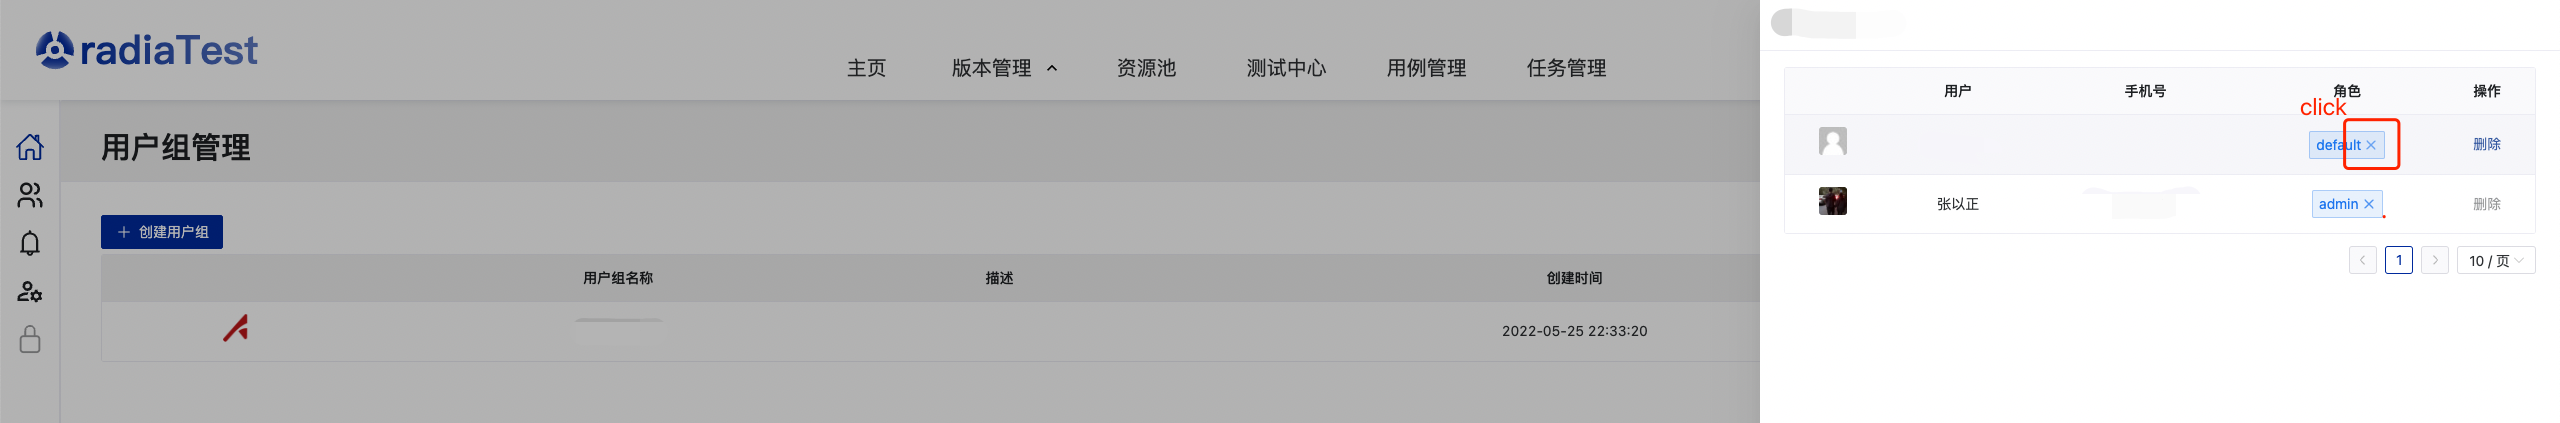 radiaTest
主页 版本管理 资源池 测试中心 用例管理 任务管理
用户组管理
+ 创建用户组
用户组名称 描述 创建时间
2022-05-25 22:33:20
用户 手机号 角色 操作
click
default × 删除
张以正 admin × 删除
1 10 / 页